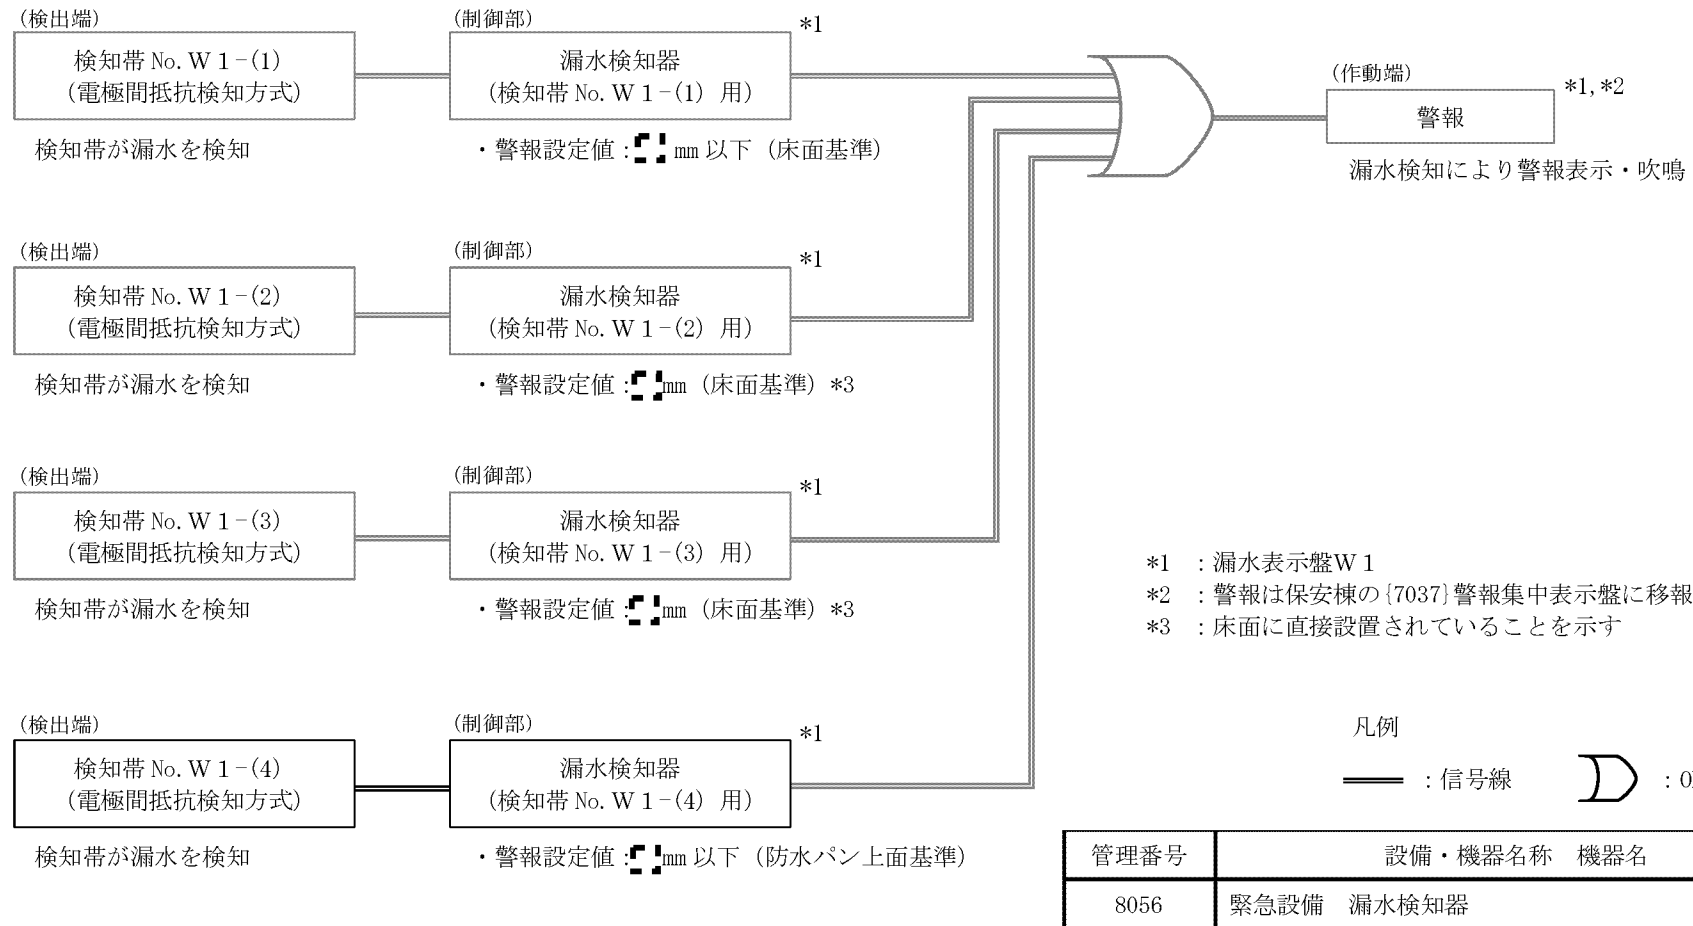 (検出端)
(制御部)
*1
検知帯 No. W 1-(1)
(電極間抵抗検知方式)
漏水検知器
(検知帯 No. W 1-(1) 用)
検知帯が漏水を検知
・警報設定値: mm 以下 (床面基準)
(作動端)
*1, *2
警報
漏水検知により警報表示・吹鳴
(検出端)
(制御部)
*1
検知帯 No. W 1-(2)
(電極間抵抗検知方式)
漏水検知器
(検知帯 No. W 1-(2) 用)
検知帯が漏水を検知
・警報設定値: mm (床面基準) *3
(検出端)
(制御部)
*1
検知帯 No. W 1-(3)
(電極間抵抗検知方式)
漏水検知器
(検知帯 No. W 1-(3) 用)
検知帯が漏水を検知
・警報設定値: mm (床面基準) *3
*1 :漏水表示盤W 1
*2 :警報は保安棟の{7037}警報集中表示盤に移報
*3 :床面に直接設置されていることを示す
(検出端)
(制御部)
*1
検知帯 No. W 1-(4)
(電極間抵抗検知方式)
漏水検知器
(検知帯 No. W 1-(4) 用)
検知帯が漏水を検知
・警報設定値: mm 以下 (防水パン上面基準)
凡例
:信号線
管理番号
設備・機器名称 機器名
8056
緊急設備 漏水検知器